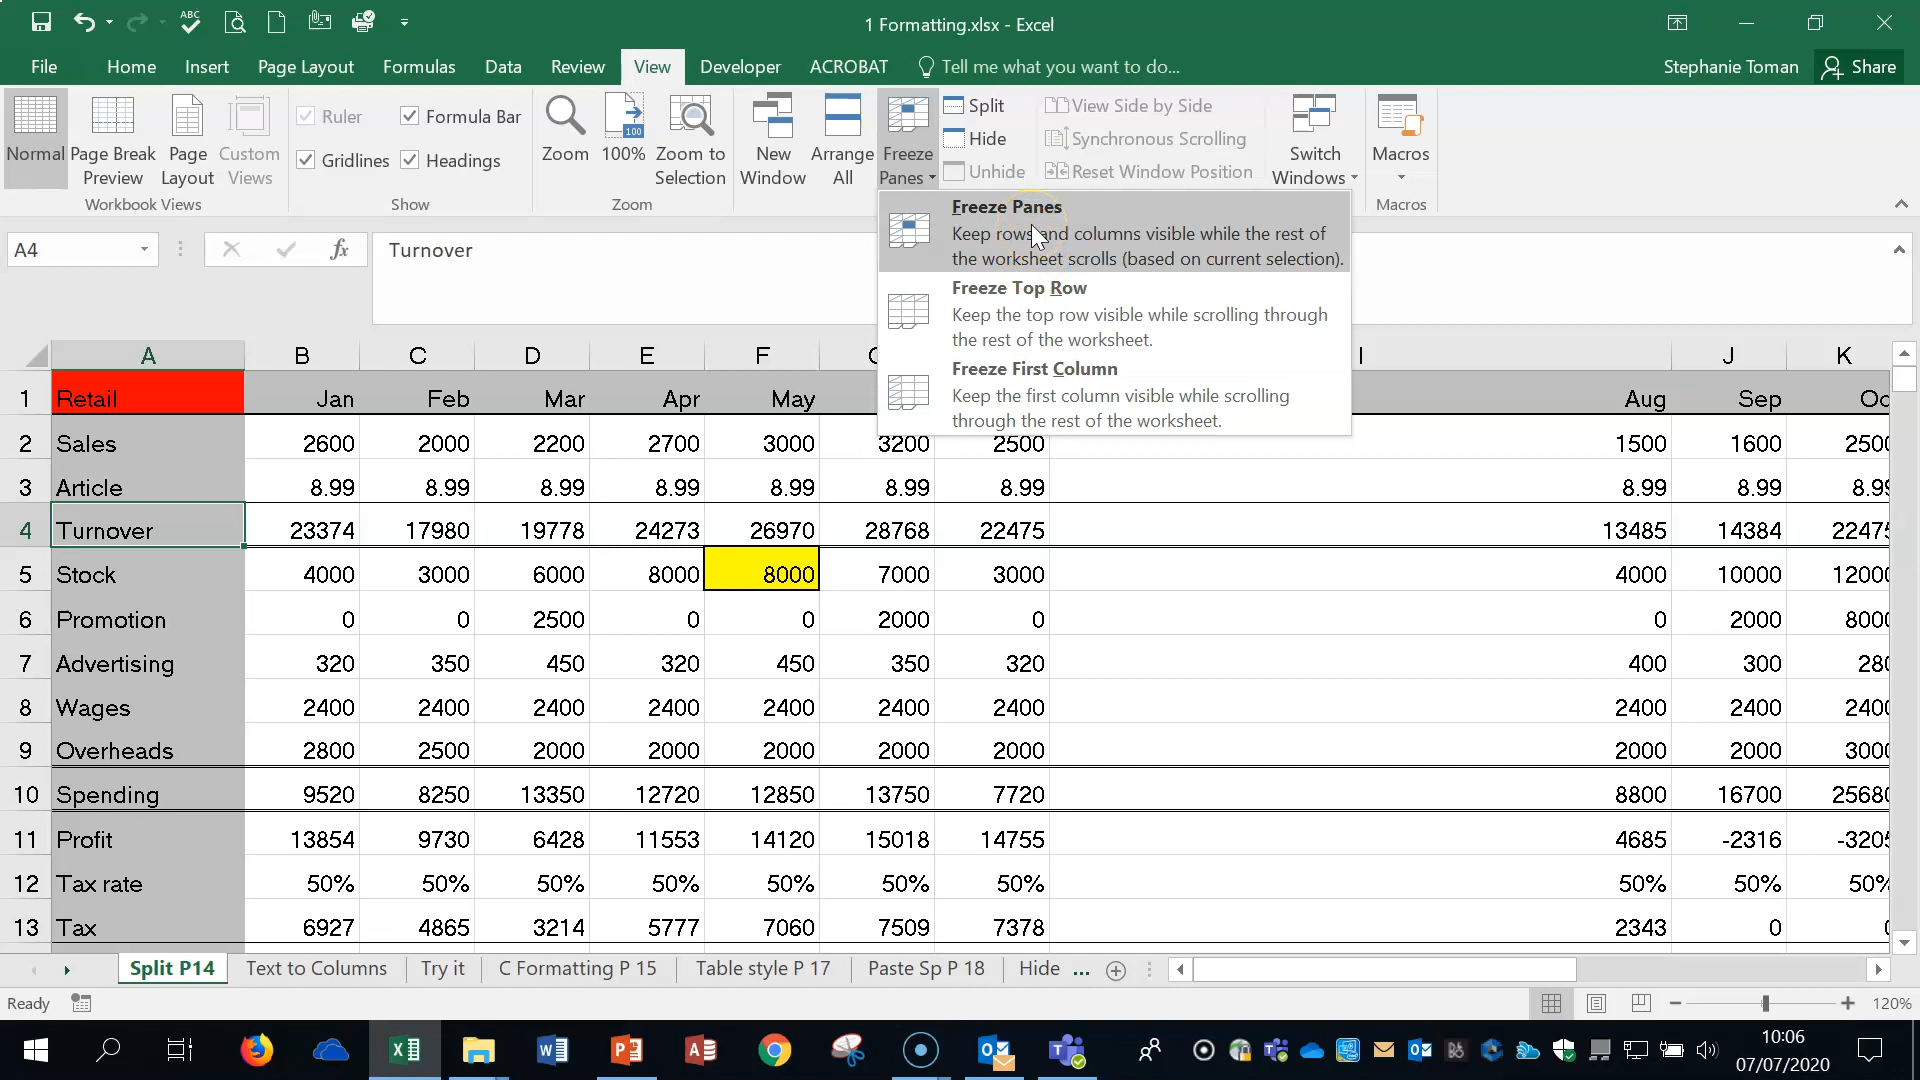 ABC
1 Formatting.xlsx - Excel
File Home Insert Page Layout Formulas Data Review View Developer ACROBAT Tell me what you want to do... Stephanie Toman Share
Normal Page Break Preview Page Layout Custom Views
Workbook Views
Ruler Formula Bar
Gridlines Headings
Show
Zoom 100% Zoom to Selection
100
Zoom
New Window Arrange All Freeze Panes
Split
Hide
Unhide
View Side by Side
Synchronous Scrolling
Reset Window Position
Switch Windows
Macros
Macros
Freeze Panes
Keep rows and columns visible while the rest of
the worksheet scrolls (based on current selection).
Freeze Top Row
Keep the top row visible while scrolling through
the rest of the worksheet.
Freeze First Column
Keep the first column visible while scrolling
through the rest of the worksheet.
A4 fx Turnover
A B C D E F I J K
1 Retail Jan Feb Mar Apr May Aug Sep
2 Sales 2600 2000 2200 2700 3000 3200 2500 1500 1600 2500
3 Article 8.99 8.99 8.99 8.99 8.99 8.99 8.99 8.99 8.99 8.99
4 Turnover 23374 17980 19778 24273 26970 28768 22475 13485 14384 22475
5 Stock 4000 3000 6000 8000 8000 7000 3000 4000 10000 12000
6 Promotion 0 0 2500 0 0 2000 0 0 2000 8000
7 Advertising 320 350 450 320 450 350 320 400 300 280
8 Wages 2400 2400 2400 2400 2400 2400 2400 2400 2400 2400
9 Overheads 2800 2500 2000 2000 2000 2000 2000 2000 2000 3000
10 Spending 9520 8250 13350 12720 12850 13750 7720 8800 16700 25680
11 Profit 13854 9730 6428 11553 14120 15018 14755 4685 -2316 -3205
12 Tax rate 50% 50% 50% 50% 50% 50% 50% 50% 50% 50%
13 Tax 6927 4865 3214 5777 7060 7509 7378 2343 0
Split P14 Text to Columns Try it C Formatting P 15 Table style P 17 Paste Sp P 18 Hide ...
Ready 120%
10:06
07/07/2020